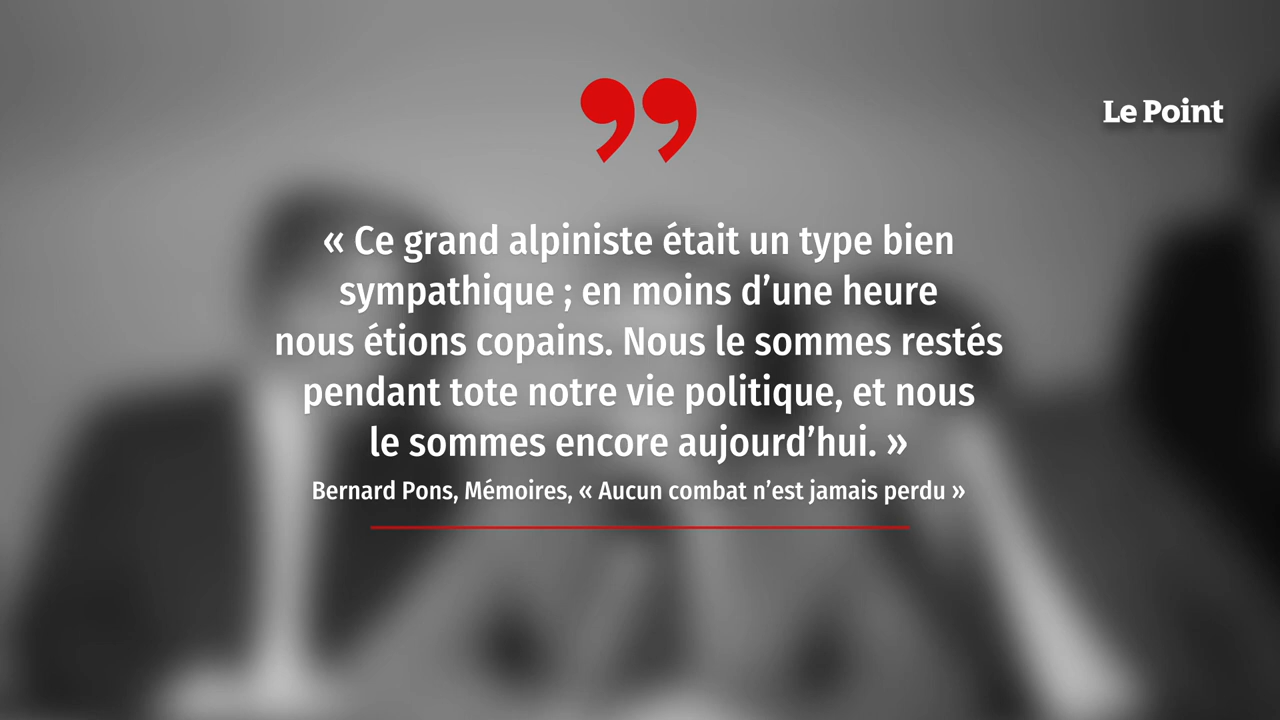 ”
Le Point
« Ce grand alpiniste était un type bien
sympathique ; en moins d’une heure
nous étions copains. Nous le sommes restés
pendant tote notre vie politique, et nous
le sommes encore aujourd’hui. »
Bernard Pons, Mémoires, « Aucun combat n’est jamais perdu »